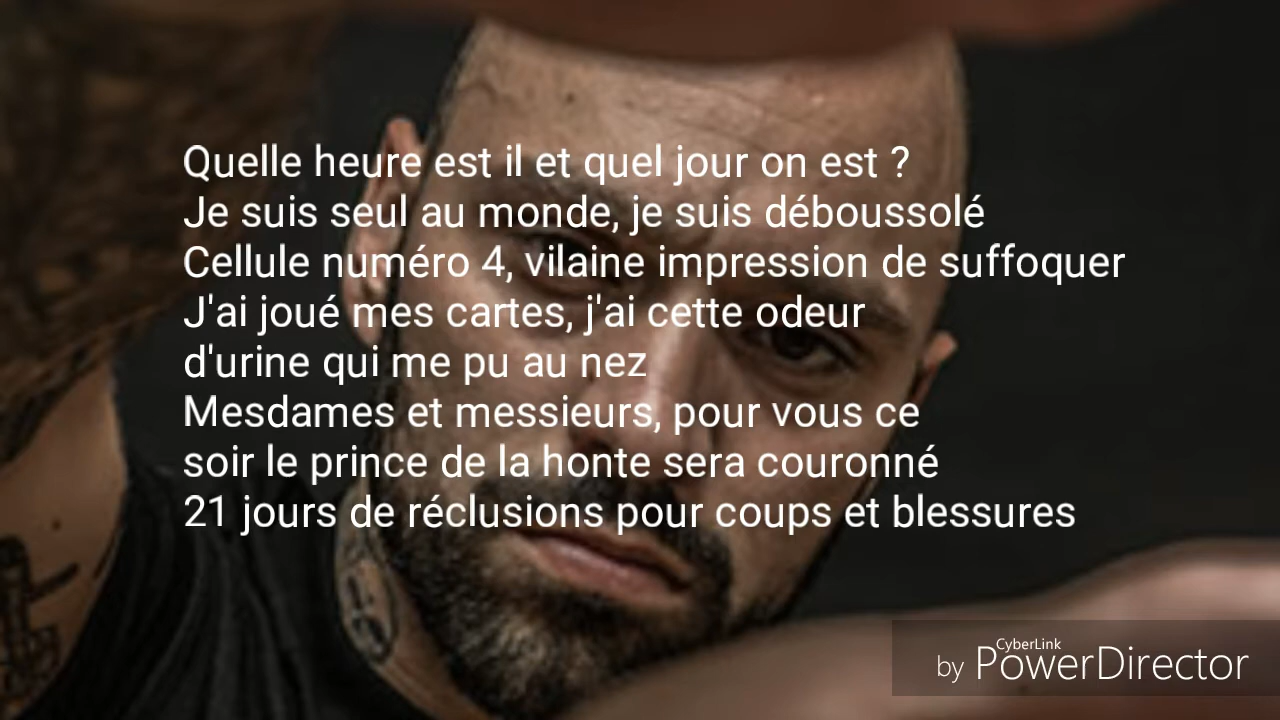 Quelle heure est il et quel jour on est ?
Je suis seul au monde, je suis déboussolé
Cellule numéro 4, vilaine impression de suffoquer
J'ai joué mes cartes, j'ai cette odeur
d'urine qui me pu au nez
Mesdames et messieurs, pour vous ce
soir le prince de la honte sera couronné
21 jours de réclusions pour coups et blessures
CyberLink
by PowerDirector